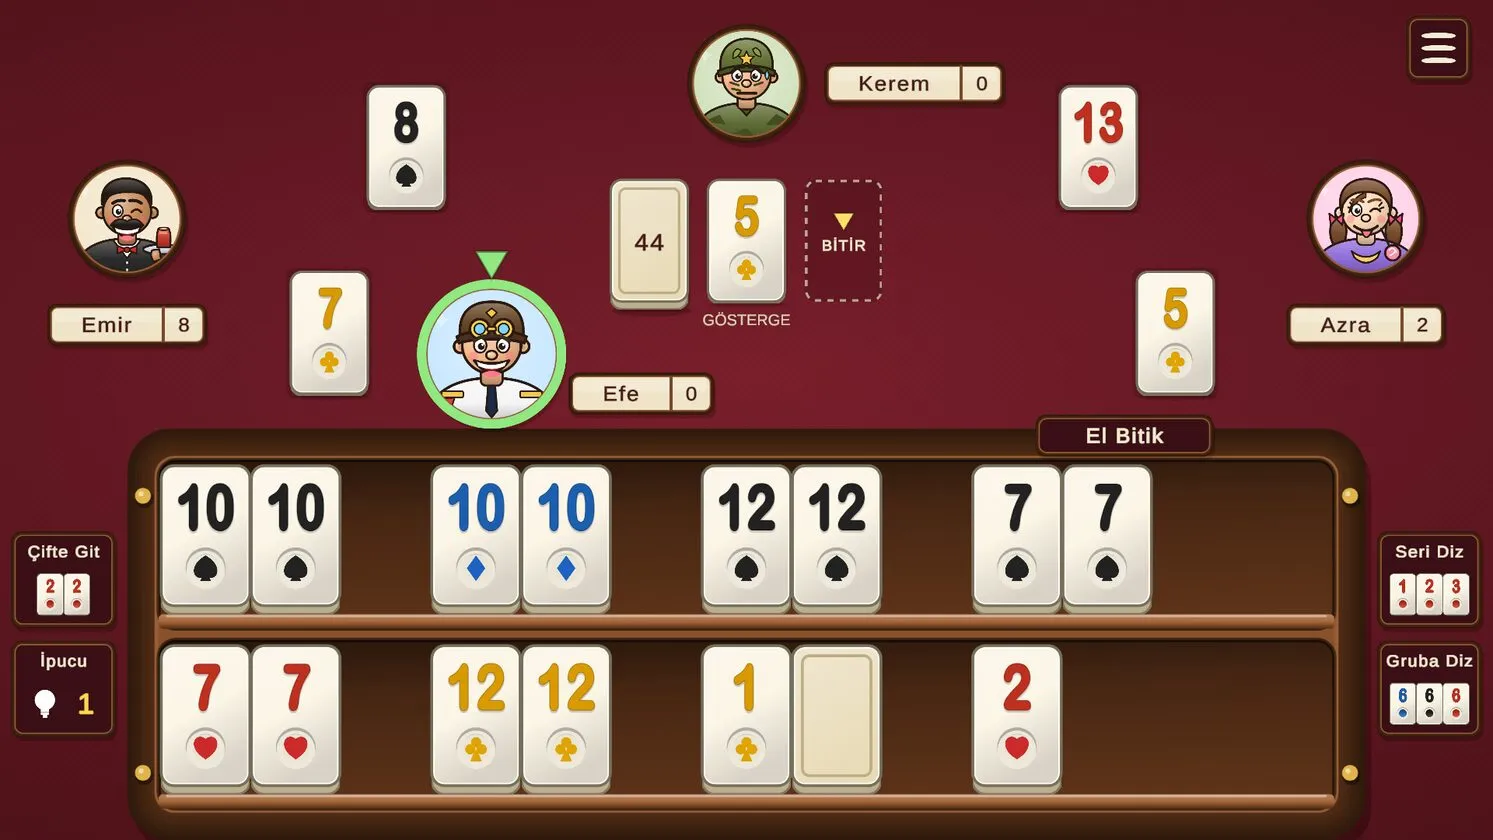 Kerem 0
8
13
44
5
BİTİR
GÖSTERGE
Emir 8
7
Efe 0
5
Azra 2
El Bitik
10 10 10 10 12 12 7 7
Çifte Git
2 2
Seri Diz
1 2 3
İpucu
1
7 7 12 12 1 2
Gruba Diz
6 6 6